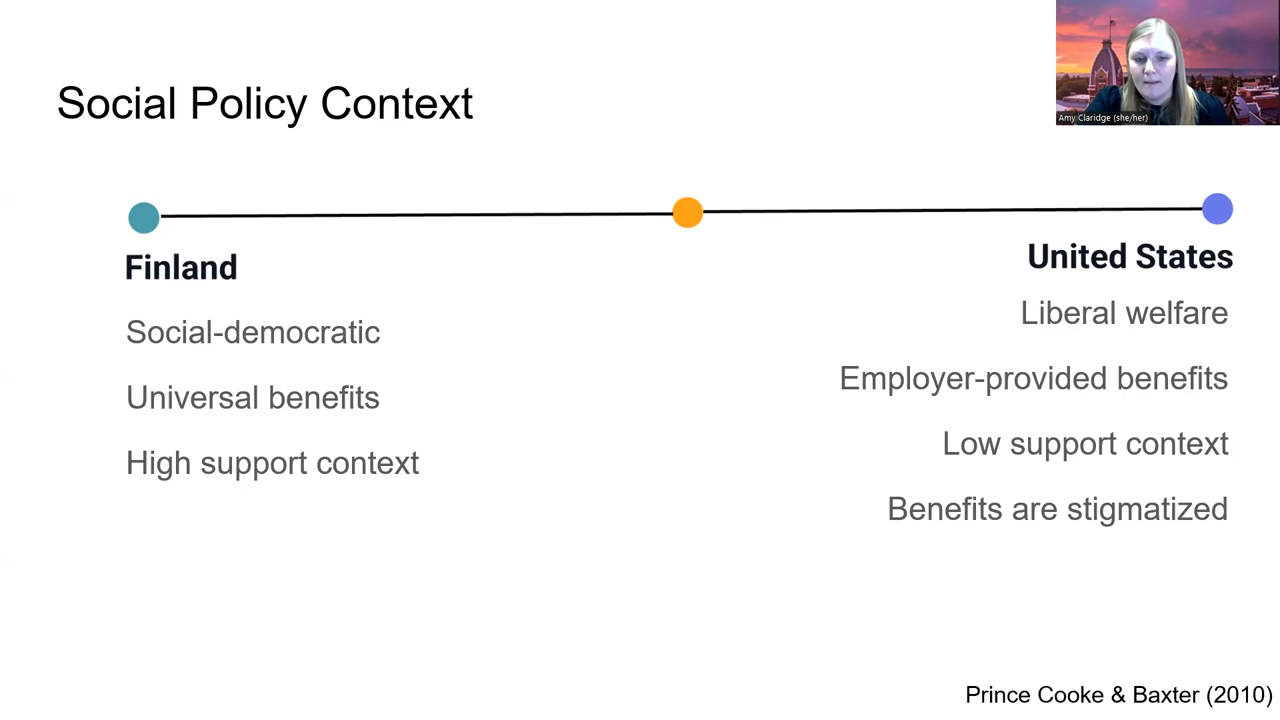 Social Policy Context
Amy Claridge (she/her)
Finland
Social-democratic
Universal benefits
High support context
United States
Liberal welfare
Employer-provided benefits
Low support context
Benefits are stigmatized
Prince Cooke & Baxter (2010)